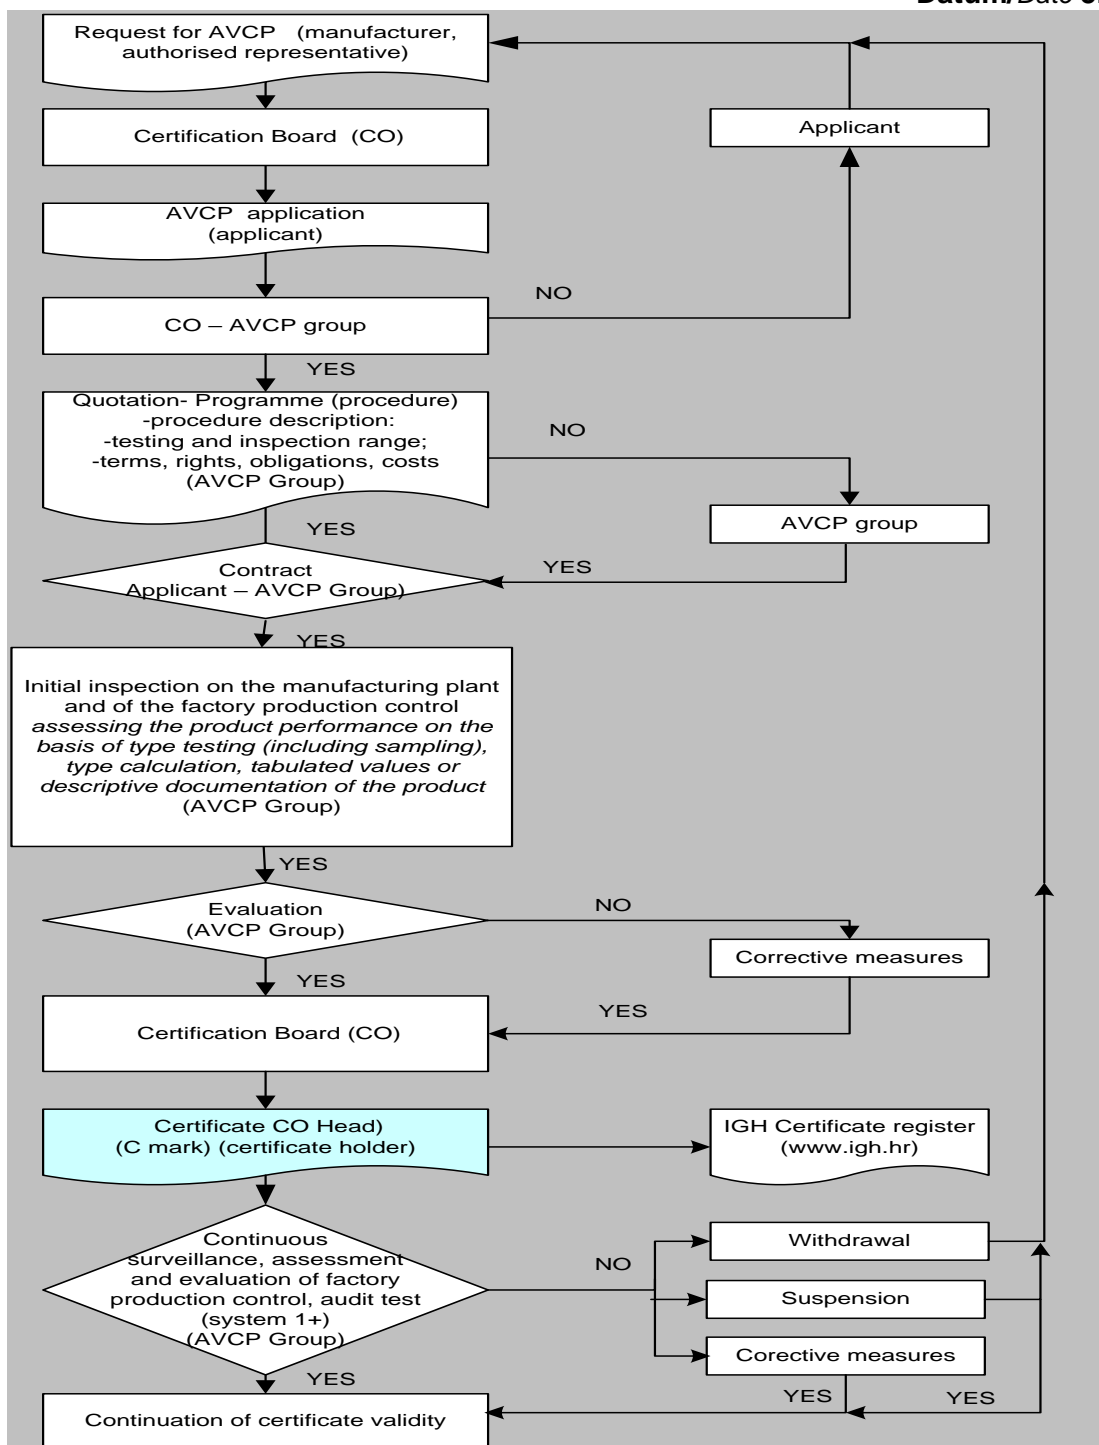 Datum/Date
Request for AVCP (manufacturer,
authorised representative)
Certification Board (CO)
Applicant
AVCP application
(applicant)
NO
CO – AVCP group
YES
Quotation- Programme (procedure)
-procedure description:
-testing and inspection range;
-terms, rights, obligations, costs
(AVCP Group)
NO
AVCP group
YES
YES
Contract
Applicant – AVCP Group)
YES
Initial inspection on the manufacturing plant
and of the factory production control
assessing the product performance on the
basis of type testing (including sampling),
type calculation, tabulated values or
descriptive documentation of the product
(AVCP Group)
YES
Evaluation
(AVCP Group)
NO
Corrective measures
YES
YES
Certification Board (CO)
Certificate CO Head)
(C mark) (certificate holder)
IGH Certificate register
(www.igh.hr)
Continuous
surveillance, assessment
and evaluation of factory
production control, audit test
(system 1+)
(AVCP Group)
NO
Withdrawal
Suspension
Corective measures
YES
YES
YES
Continuation of certificate validity